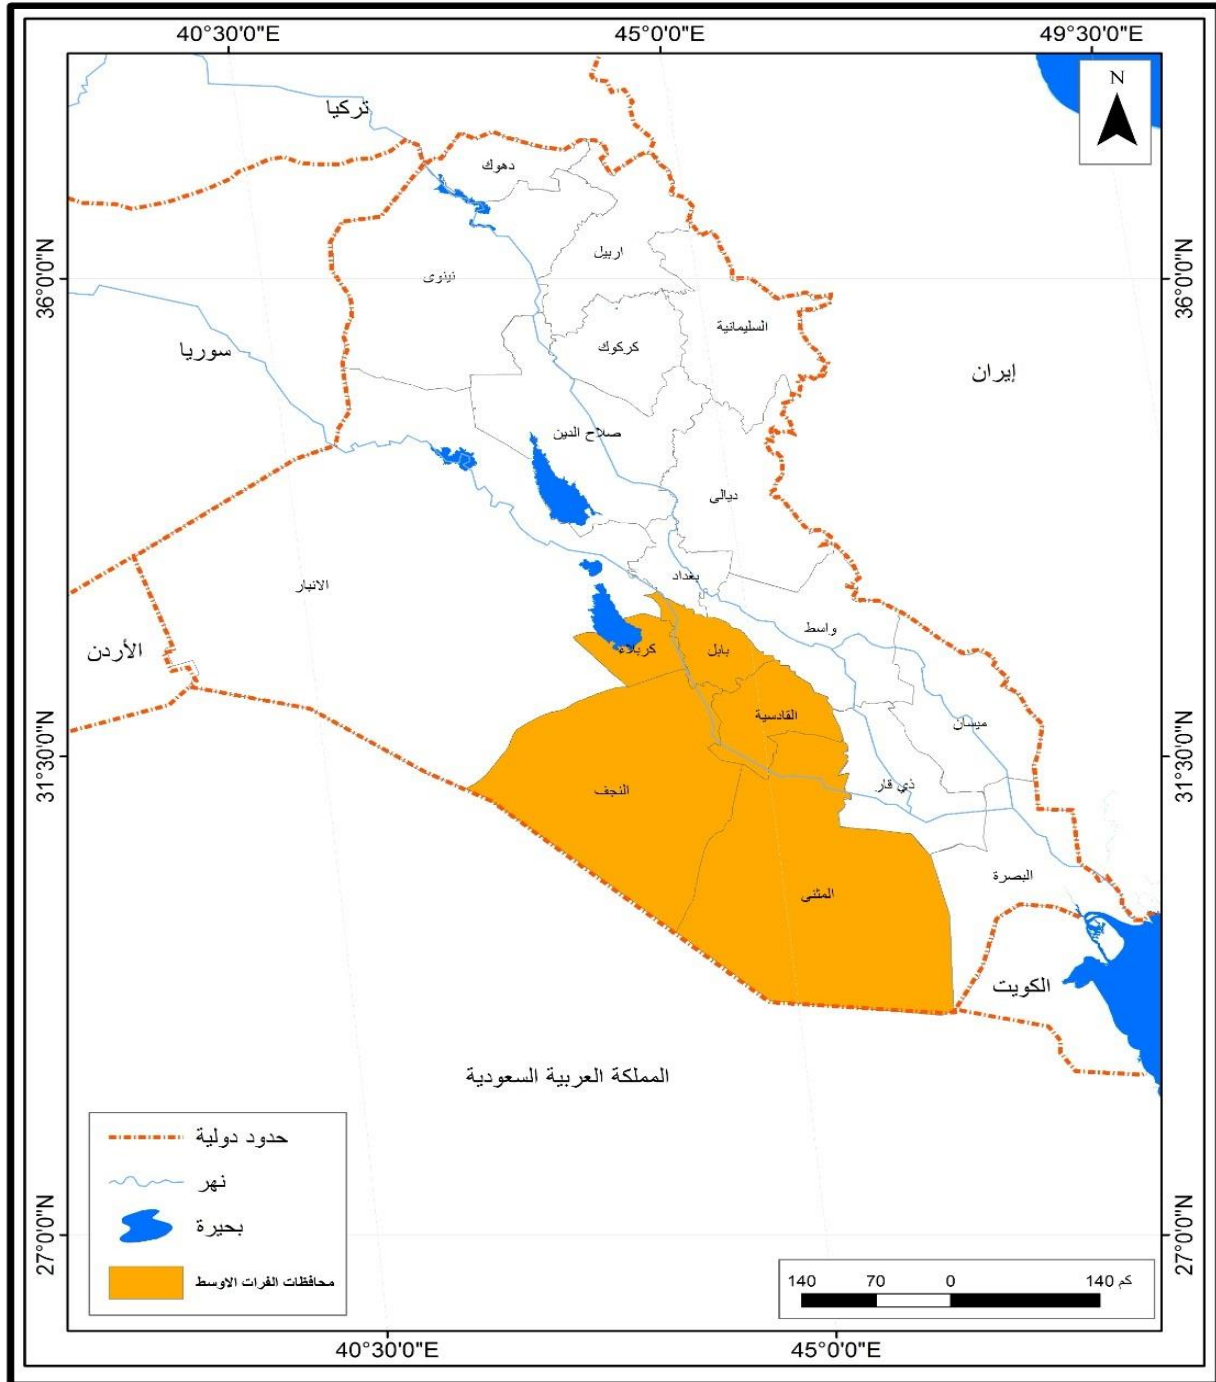 40°30'0"E 45°0'0"E 49°30'0"E
N
تركيا
دهوك
اربيل
نينوى
36°0'0"N 36°0'0"N
السليمانية
كركوك
سوريا
إيران
صلاح الدين
ديالى
بغداد
الانبار
واسط
الأردن
كربلاء
بابل
القادسية
ميسان
31°30'0"N 31°30'0"N
ذي قار
النجف
البصرة
المثنى
الكويت
المملكة العربية السعودية
حدود دولية
نهر
بحيرة
محافظات الفرات الاوسط
27°0'0"N 27°0'0"N
140 70 0 140 كم
40°30'0"E 45°0'0"E